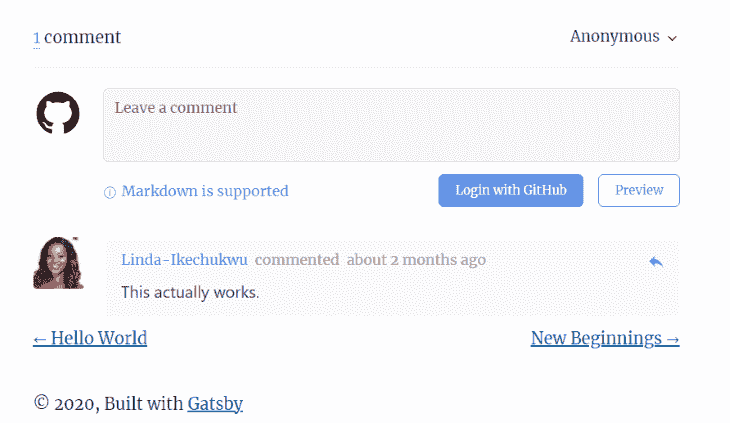 1 comment
Anonymous
Leave a comment
Markdown is supported
Login with GitHub
Preview
Linda-Ikechukwu commented about 2 months ago
This actually works.
← Hello World
New Beginnings →
© 2020, Built with Gatsby